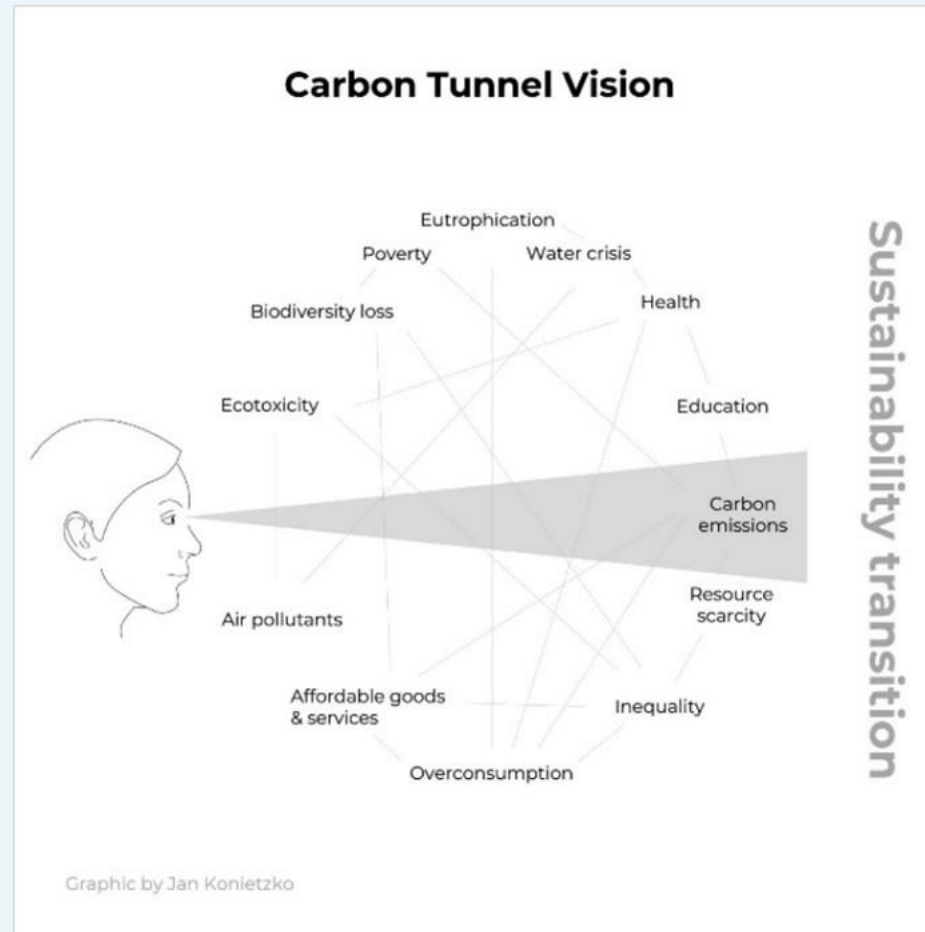 Carbon Tunnel Vision
Eutrophication
Poverty
Water crisis
Health
Biodiversity loss
Ecotoxicity
Education
Carbon
emissions
Resource
scarcity
Air pollutants
Affordable goods
& services
Inequality
Overconsumption
Sustainability transition
Graphic by Jan Konietzko